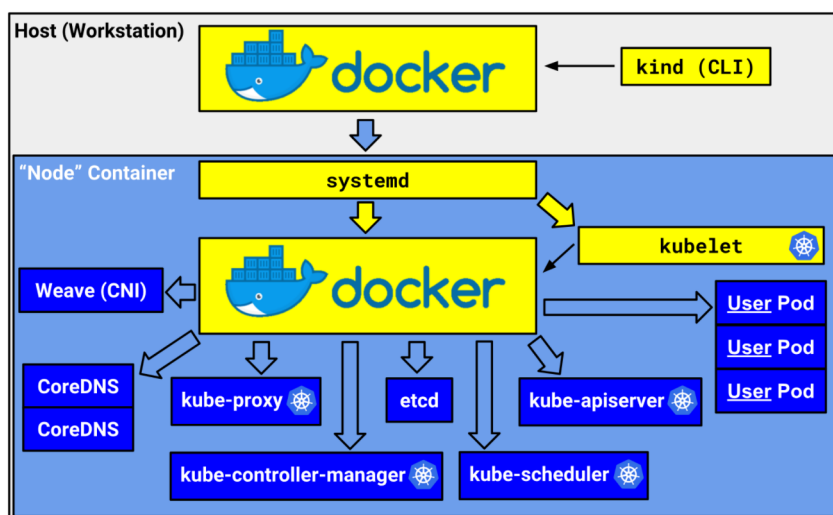 Host (Workstation)
docker
kind (CLI)
“Node” Container
systemd
kubelet
docker
Weave (CNI)
User Pod
User Pod
User Pod
CoreDNS
CoreDNS
kube-proxy
etcd
kube-apiserver
kube-controller-manager
kube-scheduler